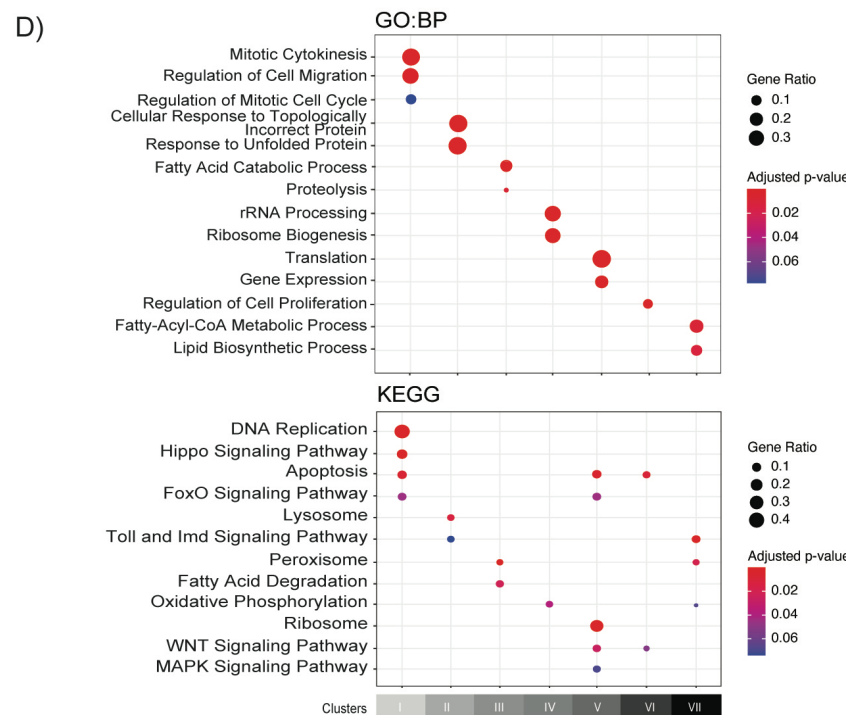 D)
GO:BP
Mitotic Cytokinesis
Regulation of Cell Migration
Regulation of Mitotic Cell Cycle
Cellular Response to Topologically
Incorrect Protein
Response to Unfolded Protein
Fatty Acid Catabolic Process
Proteolysis
rRNA Processing
Ribosome Biogenesis
Translation
Gene Expression
Regulation of Cell Proliferation
Fatty-Acyl-CoA Metabolic Process
Lipid Biosynthetic Process
Gene Ratio
0.1
0.2
0.3
Adjusted p-value
0.02
0.04
0.06
KEGG
DNA Replication
Hippo Signaling Pathway
Apoptosis
FoxO Signaling Pathway
Lysosome
Toll and Imd Signaling Pathway
Peroxisome
Fatty Acid Degradation
Oxidative Phosphorylation
Ribosome
WNT Signaling Pathway
MAPK Signaling Pathway
Gene Ratio
0.1
0.2
0.3
0.4
Adjusted p-value
0.02
0.04
0.06
Clusters I II III IV V VI VII